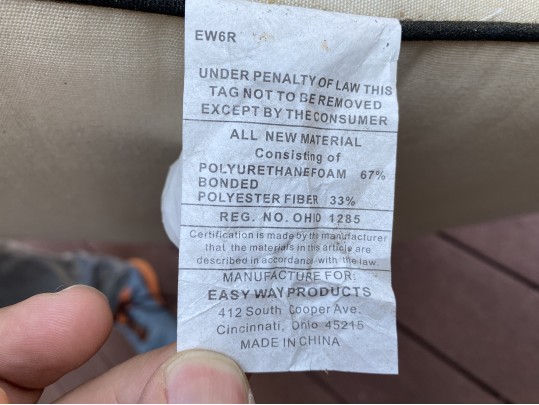 EW6R
UNDER PENALTY OF LAW THIS
TAG NOT TO BE REMOVED
EXCEPT BY THE CONSUMER
ALL NEW MATERIAL
Consisting of
POLYURETHANE FOAM 67%
BONDED
POLYESTER FIBER 33%
REG. NO. OHIO 1285
Certification is made by the manufacturer
that the materials in this article are
described in accordance with the law.
MANUFACTURE FOR:
EASY WAY PRODUCTS
412 South Cooper Ave.
Cincinnati, Ohio 45215
MADE IN CHINA